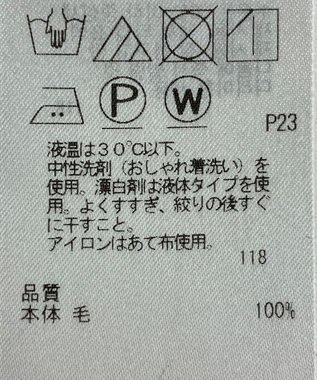 P W
P23
液温は30℃以下。
中性洗剤（おしゃれ着洗い）を
使用。漂白剤は液体タイプを使
用。よくすすぎ、絞りの後すぐ
に干すこと。
アイロンはあて布使用。
118
品質
本体 毛 100%